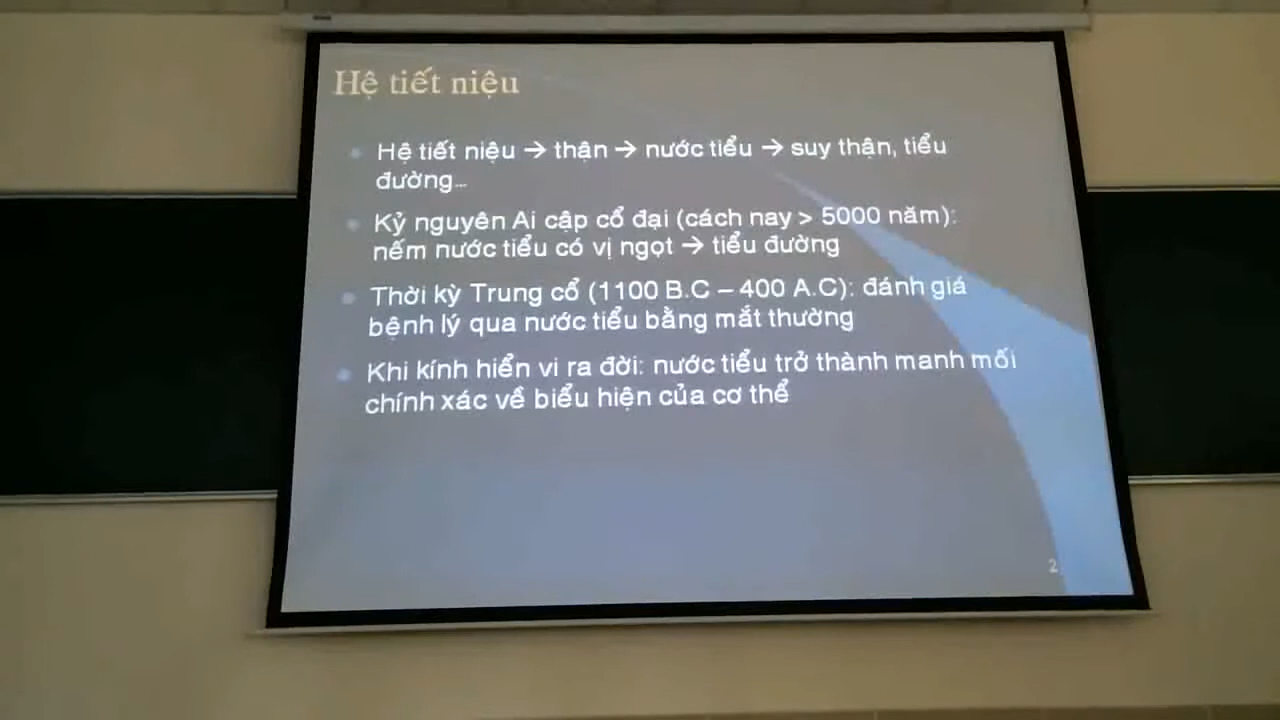 Hệ tiết niệu
Hệ tiết niệu → thận → nước tiểu → suy thận, tiểu
đường...
Kỷ nguyên Ai cập cổ đại (cách nay > 5000 năm):
nếm nước tiểu có vị ngọt → tiểu đường
Thời kỳ Trung cổ (1100 B.C – 400 A.C): đánh giá
bệnh lý qua nước tiểu bằng mắt thường
Khi kính hiển vi ra đời: nước tiểu trở thành manh mối
chính xác về biểu hiện của cơ thể
2